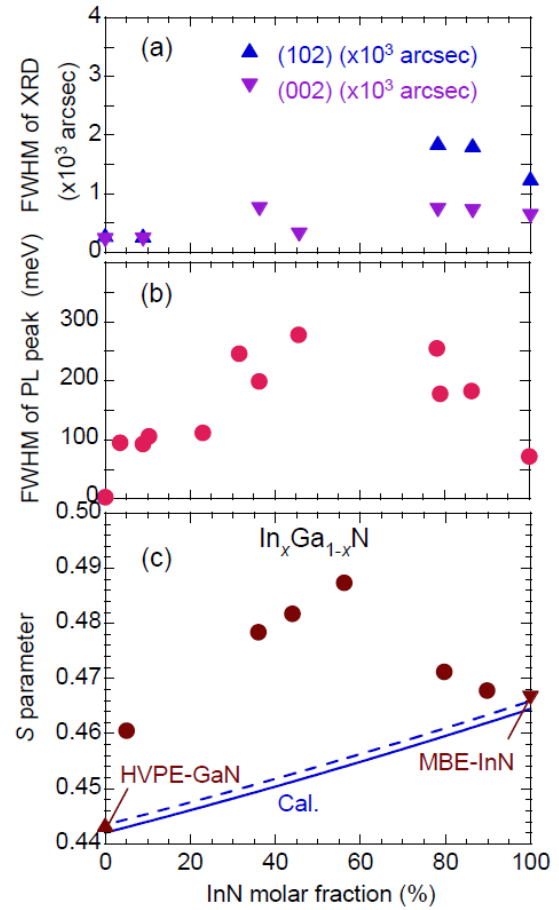 4
3
2
1
0
FWHM of XRD
(x10³ arcsec)
(a)
(102) (x10³ arcsec)
(002) (x10³ arcsec)
300
200
100
0
FWHM of PL peak (meV)
(b)
0.50
0.49
0.48
0.47
0.46
0.45
0.44
S parameter
(c)
InₓGa₁₋ₓN
HVPE-GaN
MBE-InN
Cal.
0 20 40 60 80 100
InN molar fraction (%)